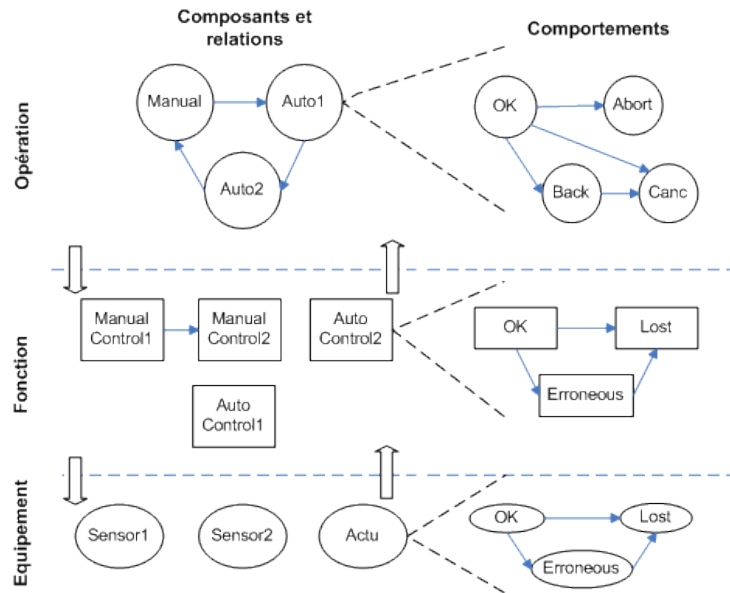 Composants et
relations
Comportements
Opération
Manual
Auto1
Auto2
OK
Abort
Back
Canc
Fonction
Manual
Control1
Manual
Control2
Auto
Control2
Auto
Control1
OK
Lost
Erroneous
Equipement
Sensor1
Sensor2
Actu
OK
Lost
Erroneous